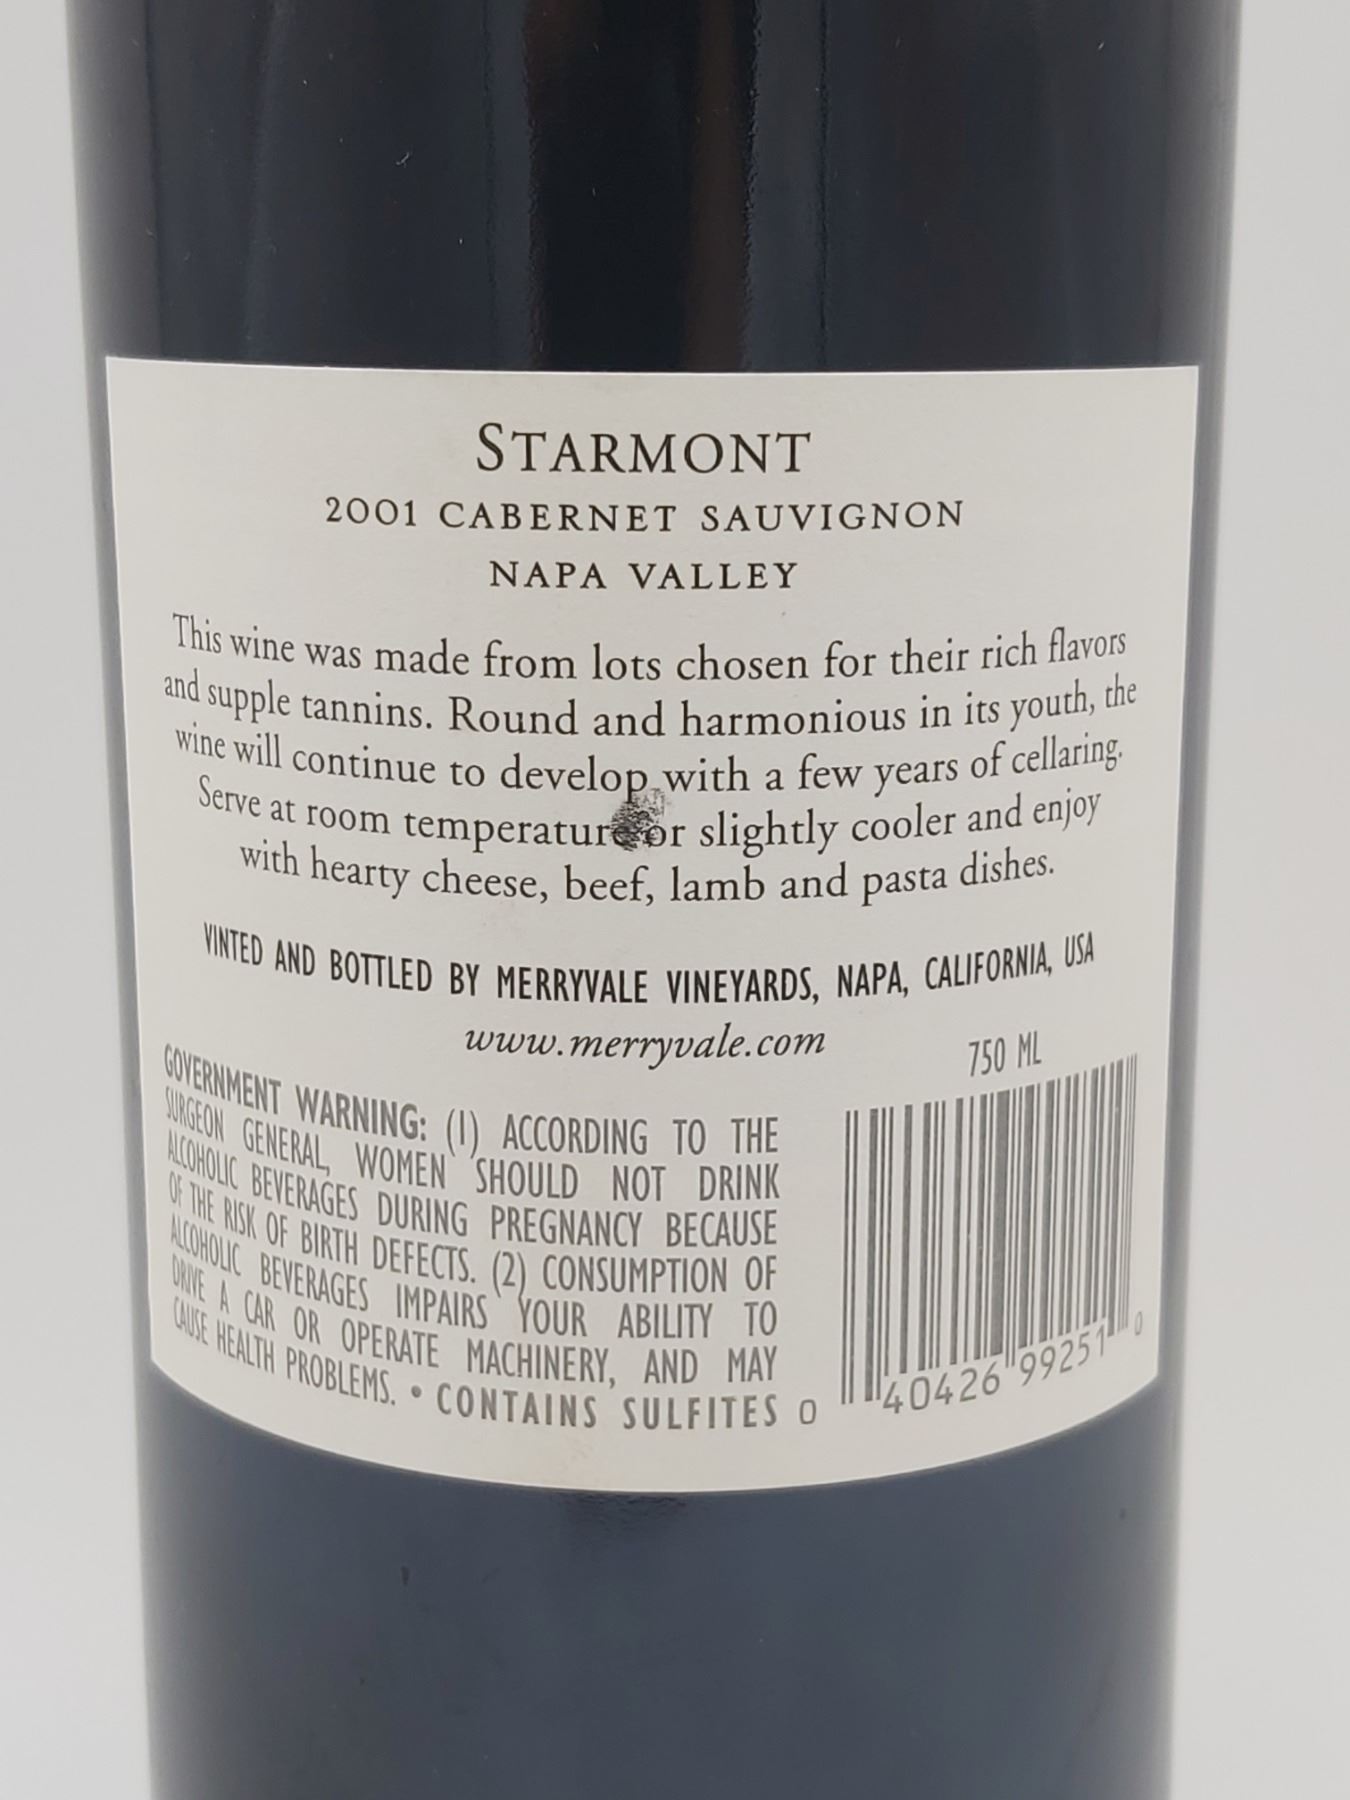 STARMONT
2001 CABERNET SAUVIGNON
NAPA VALLEY
This wine was made from lots chosen for their rich flavors
and supple tannins. Round and harmonious in its youth, the
wine will continue to develop with a few years of cellaring.
Serve at room temperature or slightly cooler and enjoy
with hearty cheese, beef, lamb and pasta dishes.
VINTED AND BOTTLED BY MERRYVALE VINEYARDS, NAPA, CALIFORNIA, USA
www.merryvale.com
750 ML
GOVERNMENT WARNING: (1) ACCORDING TO THE
SURGEON GENERAL, WOMEN SHOULD NOT DRINK
ALCOHOLIC BEVERAGES DURING PREGNANCY BECAUSE
OF THE RISK OF BIRTH DEFECTS. (2) CONSUMPTION OF
ALCOHOLIC BEVERAGES IMPAIRS YOUR ABILITY TO
DRIVE A CAR OR OPERATE MACHINERY, AND MAY
CAUSE HEALTH PROBLEMS. • CONTAINS SULFITES
0 40426 99251 0